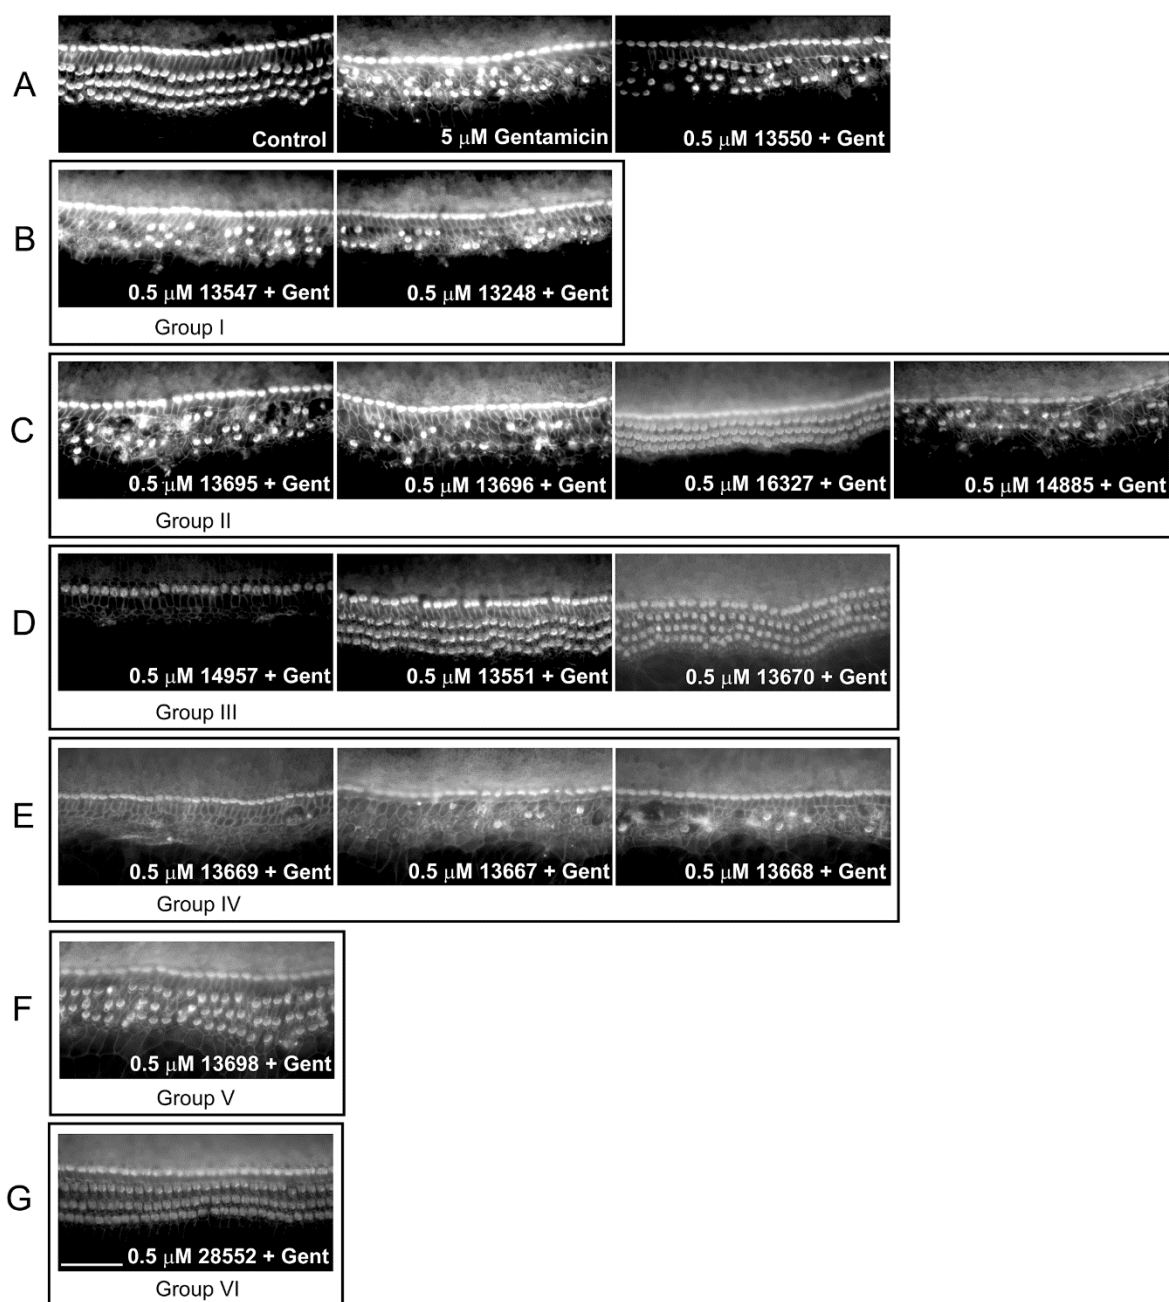 A
Control
5 μM Gentamicin
0.5 μM 13550 + Gent
B
0.5 μM 13547 + Gent
0.5 μM 13248 + Gent
Group I
C
0.5 μM 13695 + Gent
0.5 μM 13696 + Gent
0.5 μM 16327 + Gent
0.5 μM 14885 + Gent
Group II
D
0.5 μM 14957 + Gent
0.5 μM 13551 + Gent
0.5 μM 13670 + Gent
Group III
E
0.5 μM 13669 + Gent
0.5 μM 13667 + Gent
0.5 μM 13668 + Gent
Group IV
F
0.5 μM 13698 + Gent
Group V
G
0.5 μM 28552 + Gent
Group VI